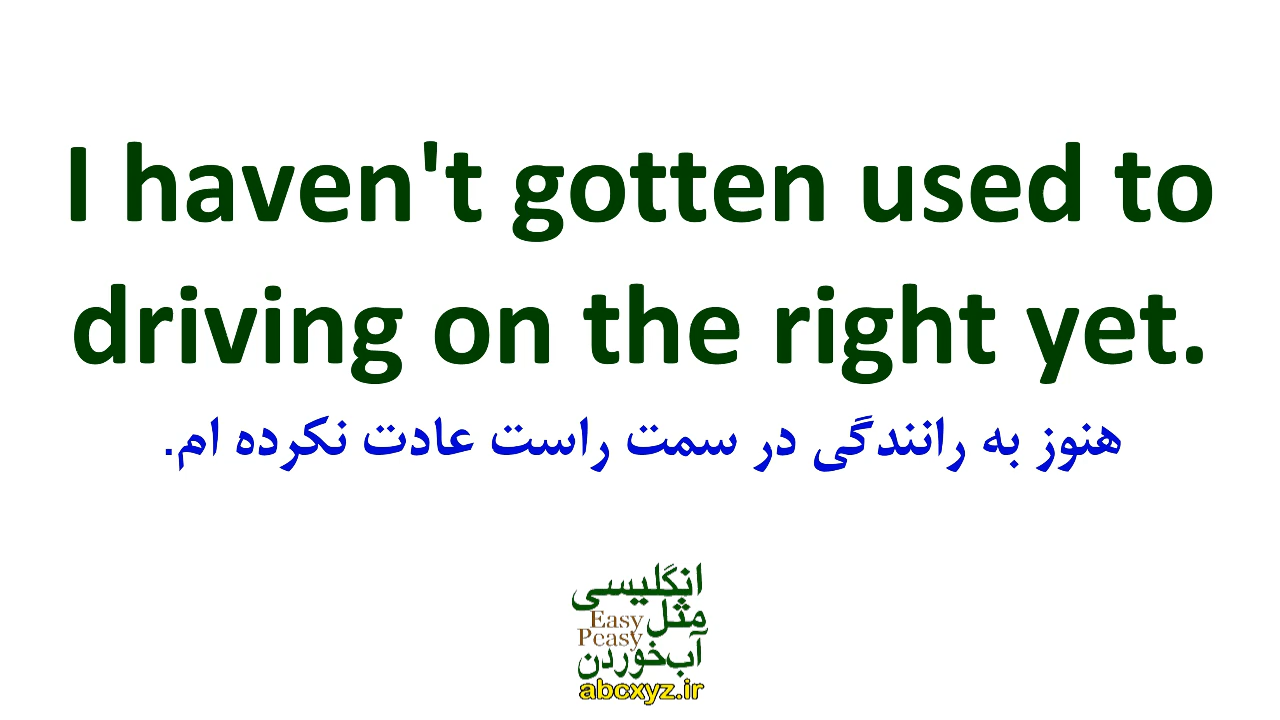 I haven't gotten used to
driving on the right yet.
هنوز به رانندگی در سمت راست عادت نکرده ام.
انگلیسی
مثل
Easy
Peasy
آب‌خوردن
abcxyz.ir